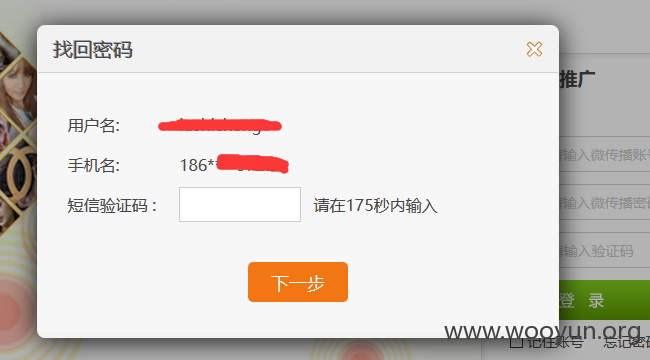 找回密码
推广
用户名:
手机名:
186**
短信验证码：
请在175秒内输入
下一步
输入微传播账号
输入微传播密
输入验证码
登 录
记住账号
忘记密
www.wooyun.org